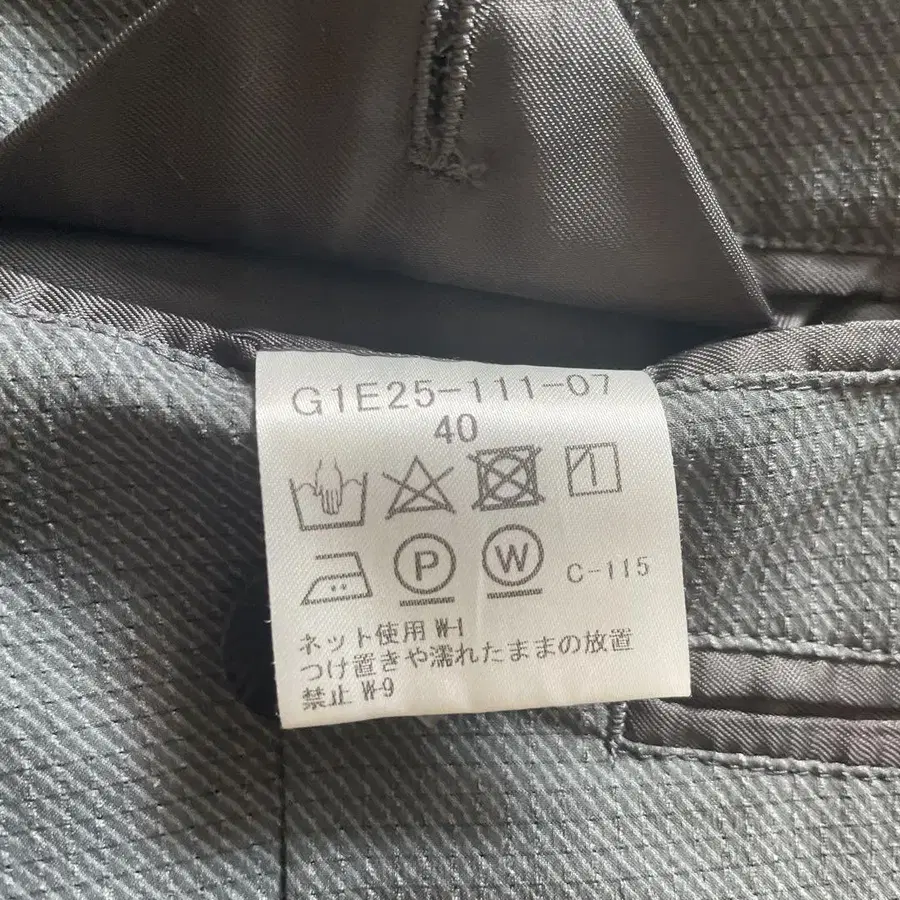 G1E25-111-07
40
P W C-115
ネット使用 W-1
つけ置きや濡れたままの放置
禁止 W-9